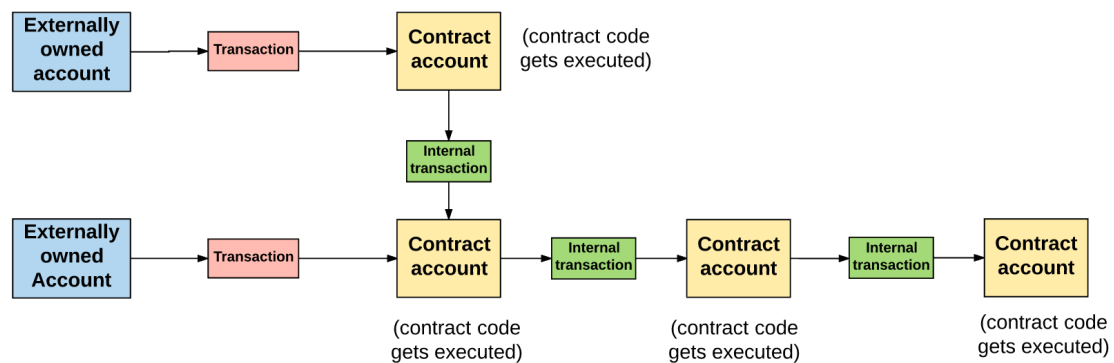 Externally
owned
account
Transaction
Contract
account
(contract code
gets executed)
Internal
transaction
Externally
owned
Account
Transaction
Contract
account
Internal
transaction
Contract
account
Internal
transaction
Contract
account
(contract code
gets executed)
(contract code
gets executed)
(contract code
gets executed)